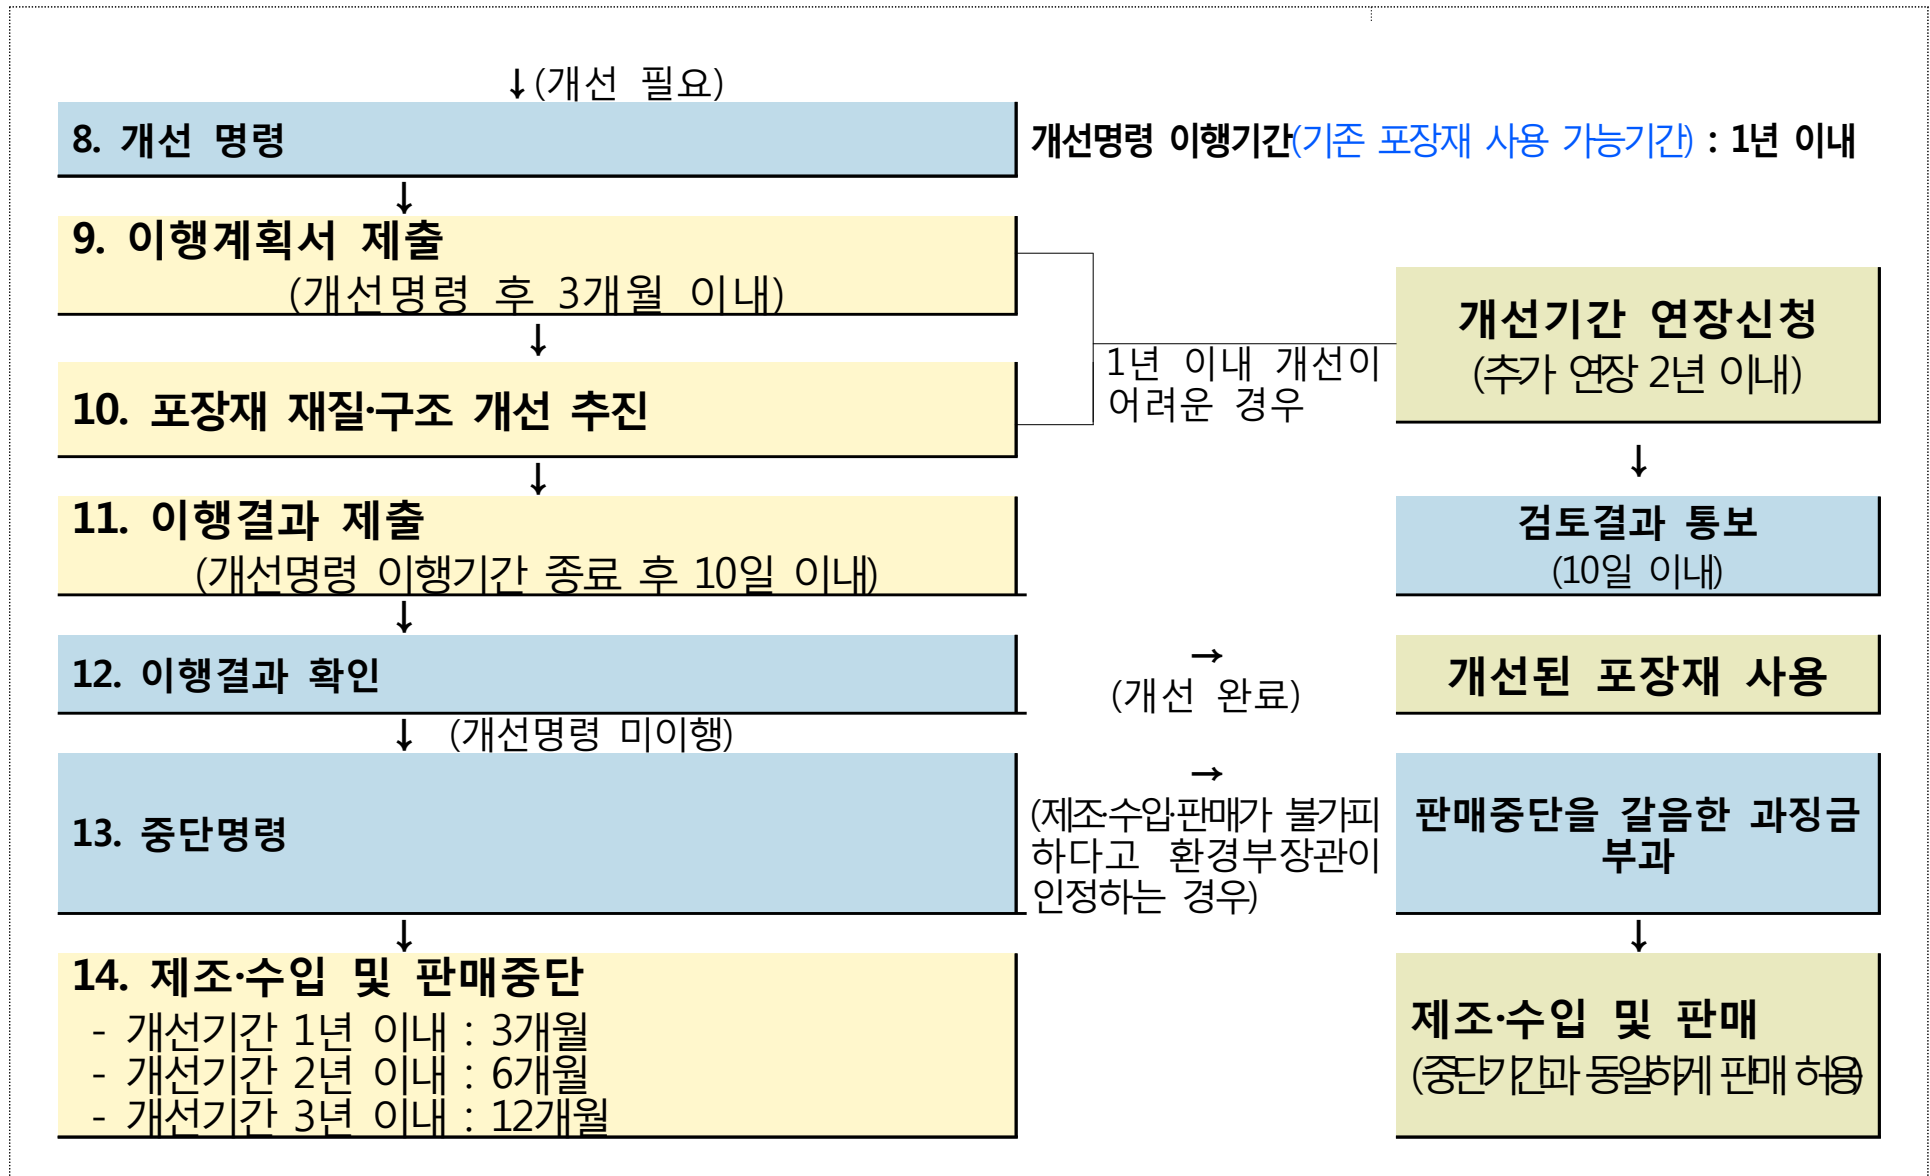 ↓ (개선 필요)
8. 개선 명령
개선명령 이행기간(기존 포장재 사용 가능기간) : 1년 이내
↓
9. 이행계획서 제출
(개선명령 후 3개월 이내)
↓
10. 포장재 재질·구조 개선 추진
1년 이내 개선이
어려운 경우
개선기간 연장신청
(추가 연장 2년 이내)
↓
↓
11. 이행결과 제출
(개선명령 이행기간 종료 후 10일 이내)
검토결과 통보
(10일 이내)
↓
12. 이행결과 확인
→
(개선 완료)
개선된 포장재 사용
↓ (개선명령 미이행)
13. 중단명령
→
(제조·수입·판매가 불가피
하다고 환경부장관이
인정하는 경우)
판매중단을 갈음한 과징금
부과
↓
↓
14. 제조·수입 및 판매중단
- 개선기간 1년 이내 : 3개월
- 개선기간 2년 이내 : 6개월
- 개선기간 3년 이내 : 12개월
제조·수입 및 판매
(중단기간과 동일하게 판매 허용)